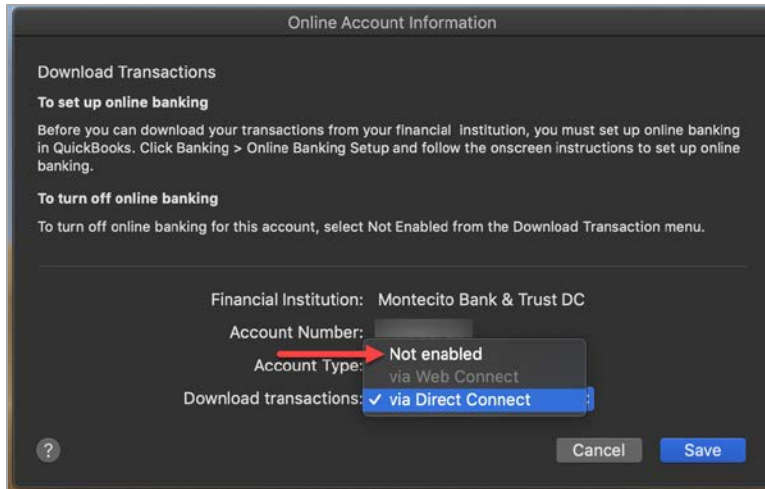 Online Account Information
Download Transactions
To set up online banking
Before you can download your transactions from your financial institution, you must set up online banking
in QuickBooks. Click Banking > Online Banking Setup and follow the onscreen instructions to set up online
banking.
To turn off online banking
To turn off online banking for this account, select Not Enabled from the Download Transaction menu.
Financial Institution: Montecito Bank & Trust DC
Account Number:
Not enabled
Account Type:
via Web Connect
Download transactions: ✓ via Direct Connect
? Cancel Save